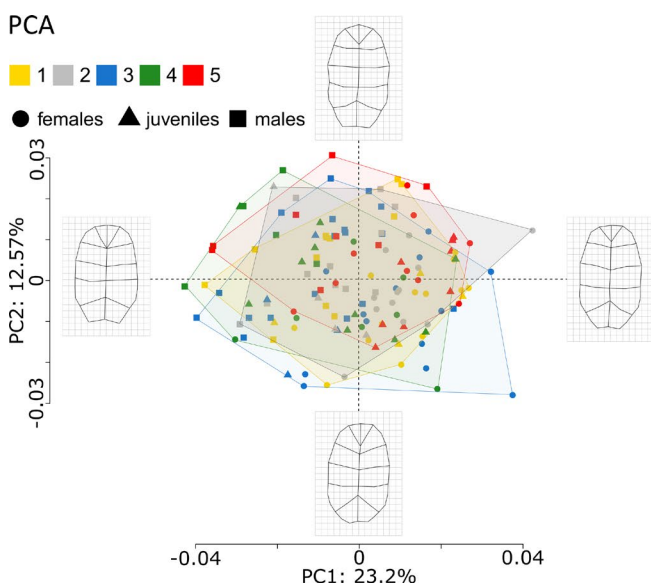 PCA
1 2 3 4 5
females juveniles males
0.03
0
-0.03
PC2: 12.57%
-0.04 0 0.04
PC1: 23.2%